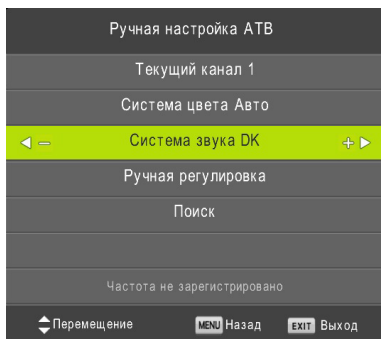 Ручная настройка АТВ
Текущий канал 1
Система цвета Авто
Система звука DK
Ручная регулировка
Поиск
Частота не зарегистрировано
Перемещение MENU Назад EXIT Выход